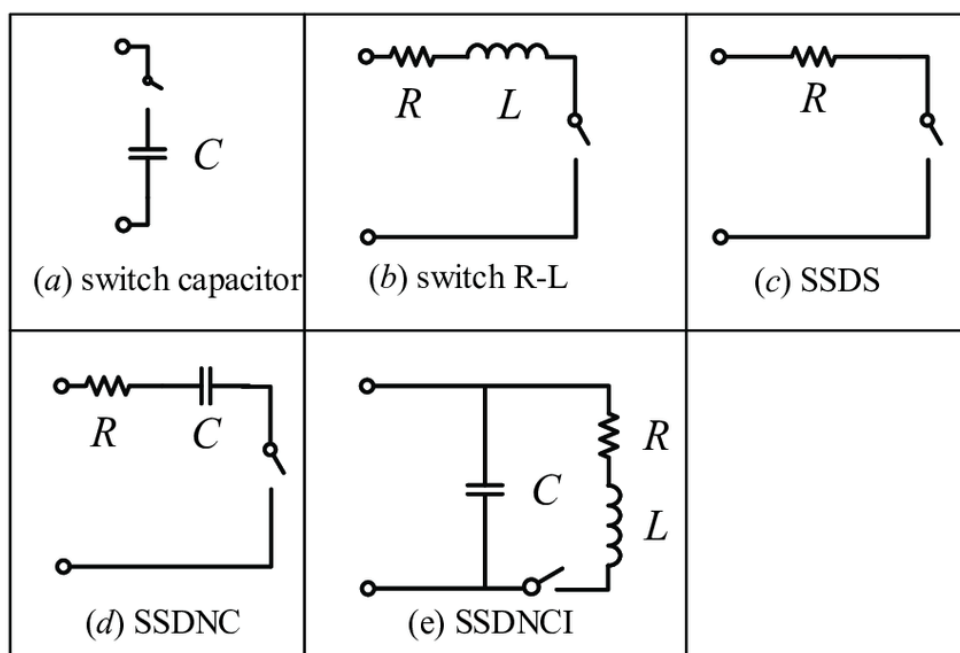 C
(a) switch capacitor
R L
(b) switch R-L
R
(c) SSDS
R C
(d) SSDNC
R
C
L
(e) SSDNCI